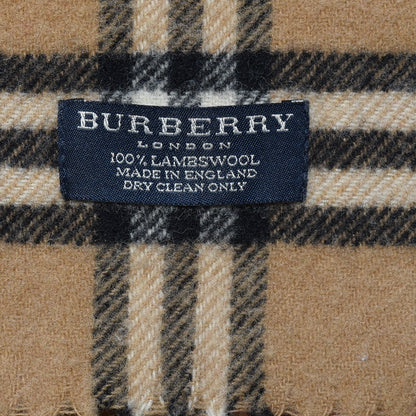 BURBERRY
LONDON
100% LAMBSWOOL
MADE IN ENGLAND
DRY CLEAN ONLY